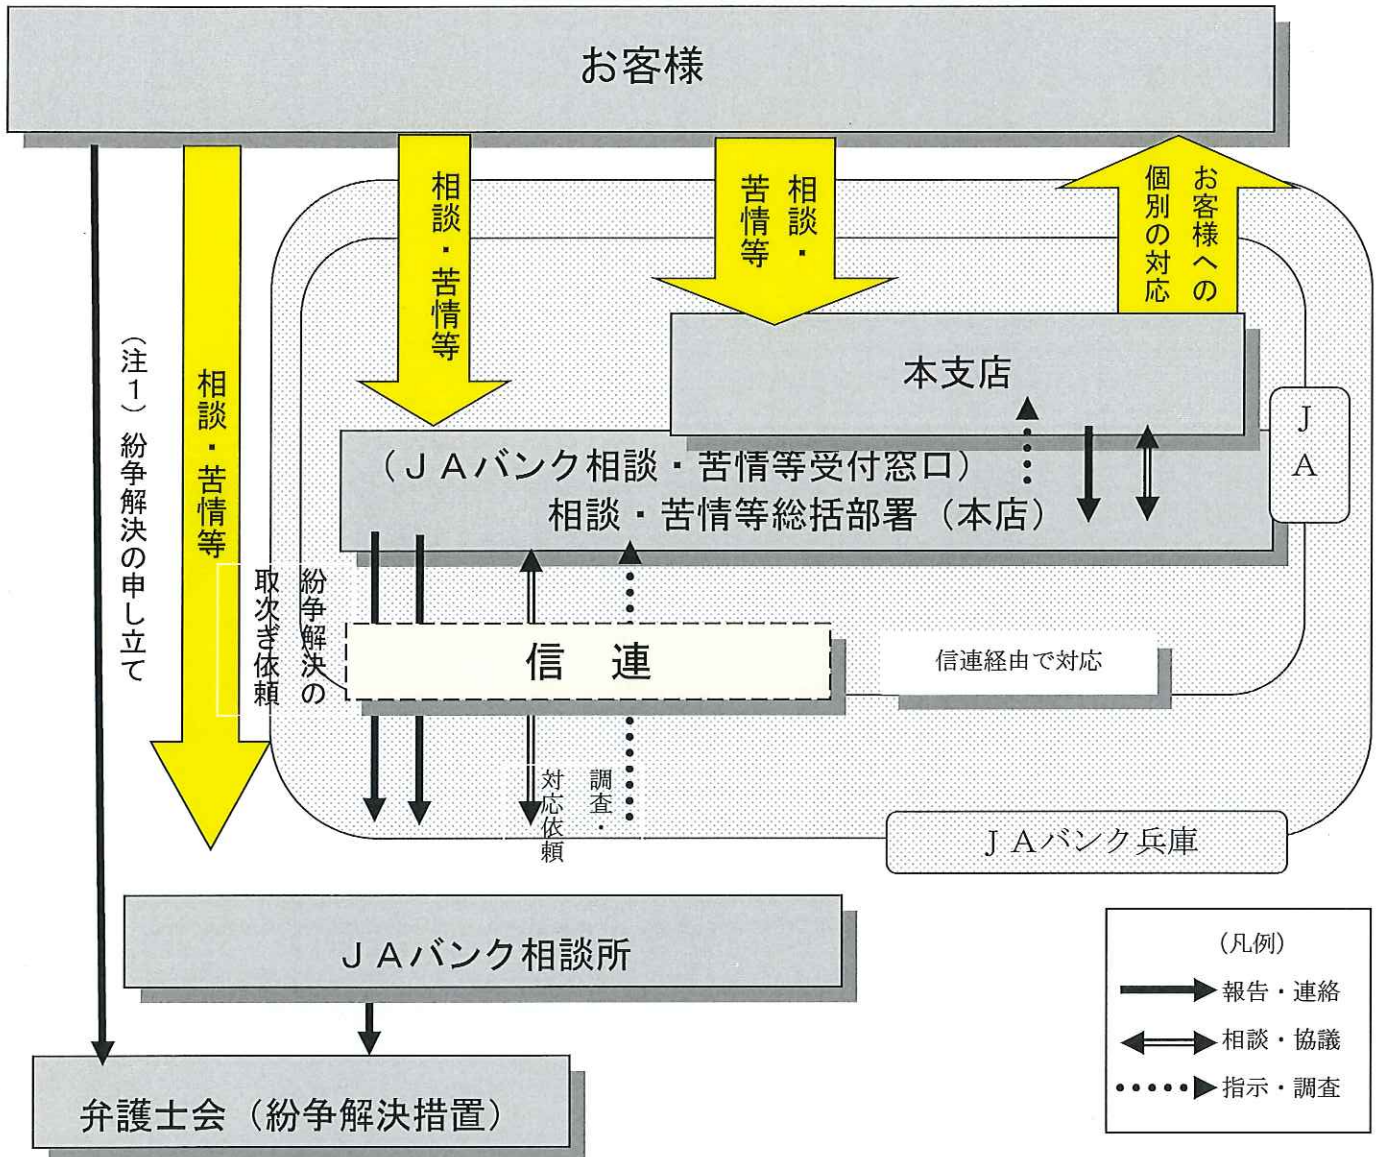 お客様
(注１) 紛争解決の申し立て
相談・苦情等
相談・苦情等
相談・
苦情等
お客様への
個別の対応
本支店
ＪＡ
（ＪＡバンク相談・苦情等受付窓口）
相談・苦情等総括部署（本店）
紛争解決の
取次ぎ依頼
信　連
信連経由で対応
調査・
対応依頼
ＪＡバンク兵庫
ＪＡバンク相談所
弁護士会（紛争解決措置）
(凡例)
報告・連絡
相談・協議
指示・調査